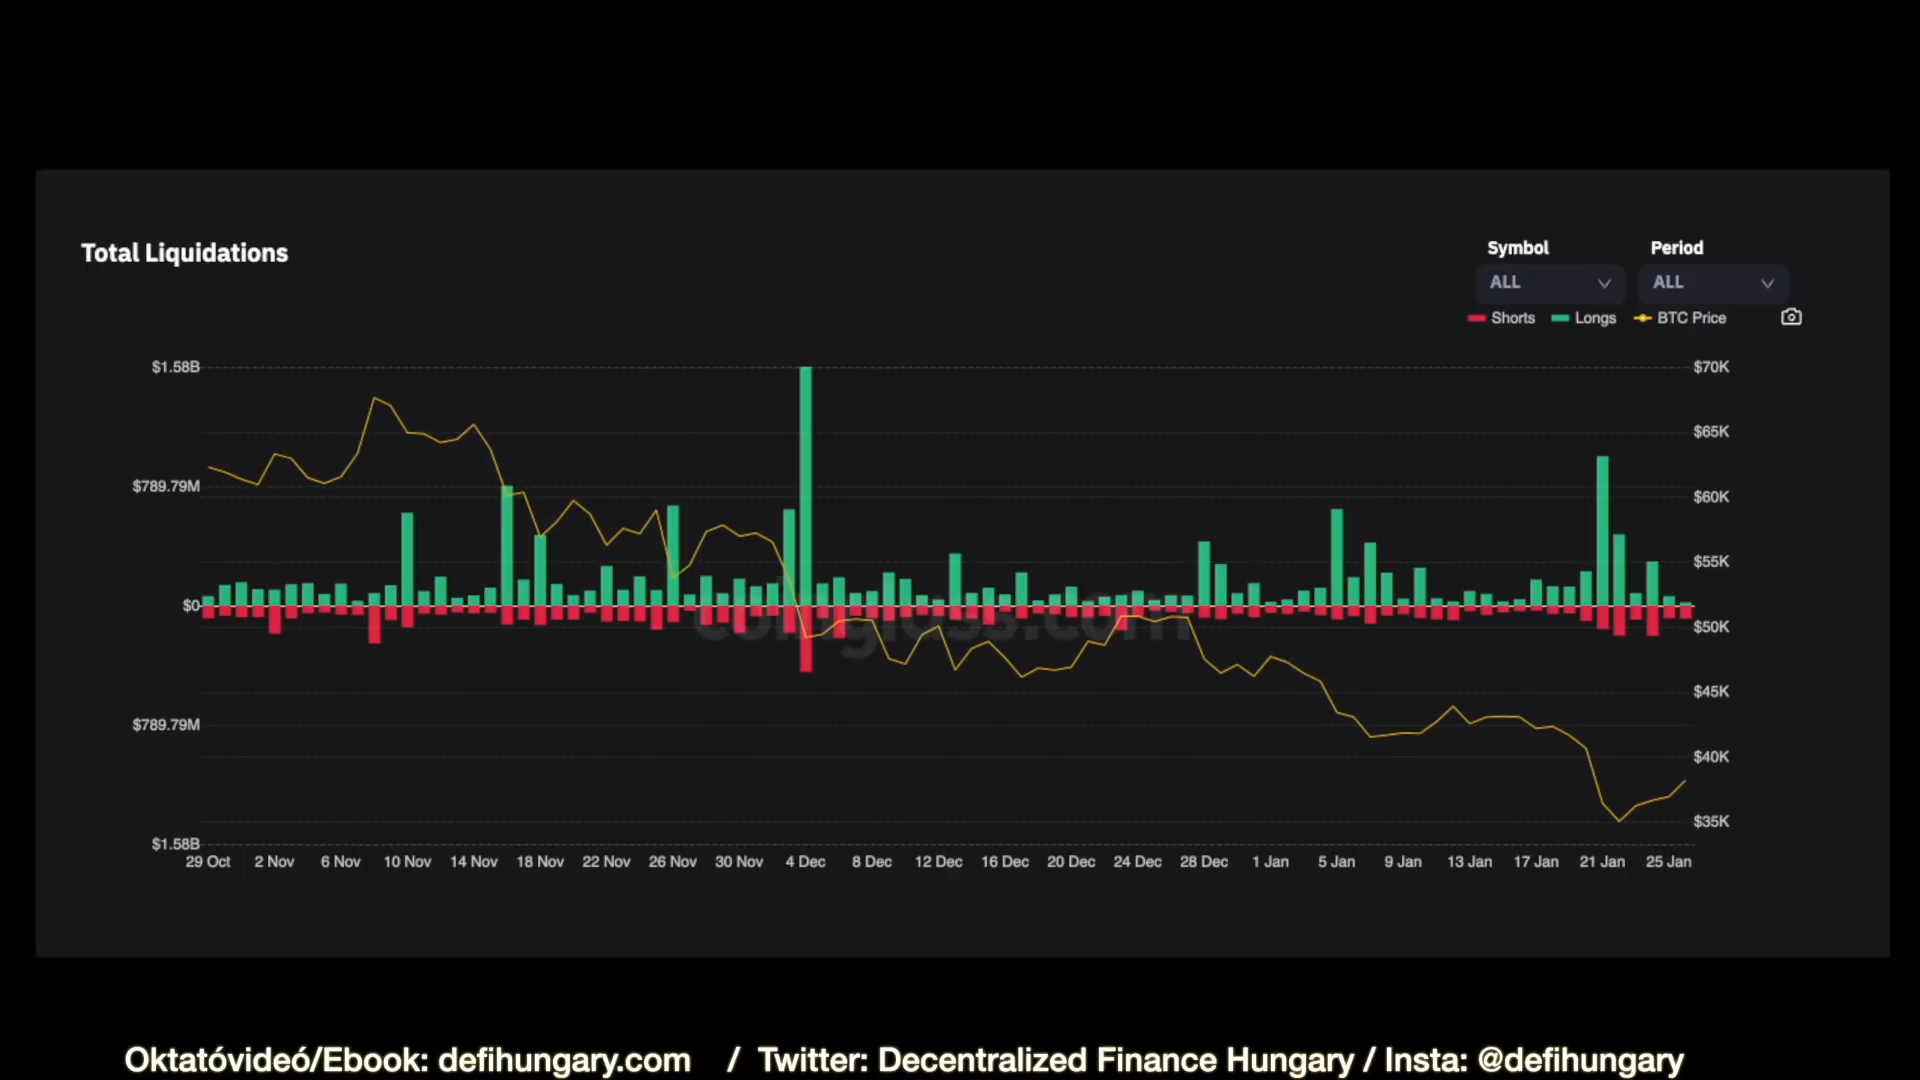 Total Liquidations
Symbol Period
ALL ALL
Shorts Longs BTC Price
$1.58B $70K
$65K
$789.79M
$60K
$55K
$0
coinglass.com
$50K
$45K
$789.79M
$40K
$35K
$1.58B
29 Oct 2 Nov 6 Nov 10 Nov 14 Nov 18 Nov 22 Nov 26 Nov 30 Nov 4 Dec 8 Dec 12 Dec 16 Dec 20 Dec 24 Dec 28 Dec 1 Jan 5 Jan 9 Jan 13 Jan 17 Jan 21 Jan 25 Jan
Oktatóvideó/Ebook: defihungary.com / Twitter: Decentralized Finance Hungary / Insta: @defihungary